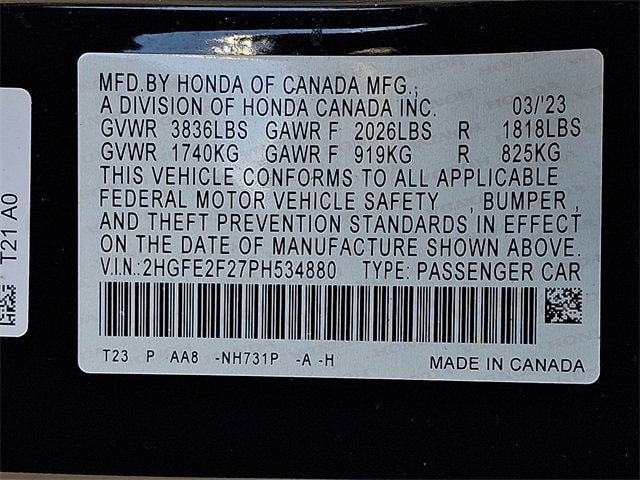 MFD.BY HONDA OF CANADA MFG.,
A DIVISION OF HONDA CANADA INC. 03/'23
GVWR 3836LBS GAWR F 2026LBS R 1818LBS
GVWR 1740KG GAWR F 919KG R 825KG
THIS VEHICLE CONFORMS TO ALL APPLICABLE
FEDERAL MOTOR VEHICLE SAFETY , BUMPER ,
AND THEFT PREVENTION STANDARDS IN EFFECT
ON THE DATE OF MANUFACTURE SHOWN ABOVE.
V.I.N.:2HGFE2F27PH534880 TYPE: PASSENGER CAR
T23 P AA8 -NH731P -A -H MADE IN CANADA
T21 A0